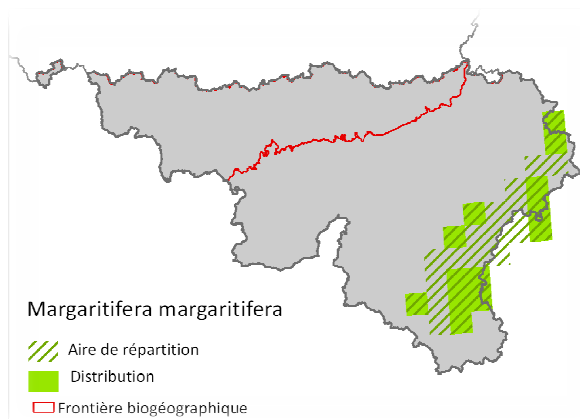 Margaritifera margaritifera
Aire de répartition
Distribution
Frontière biogéographique